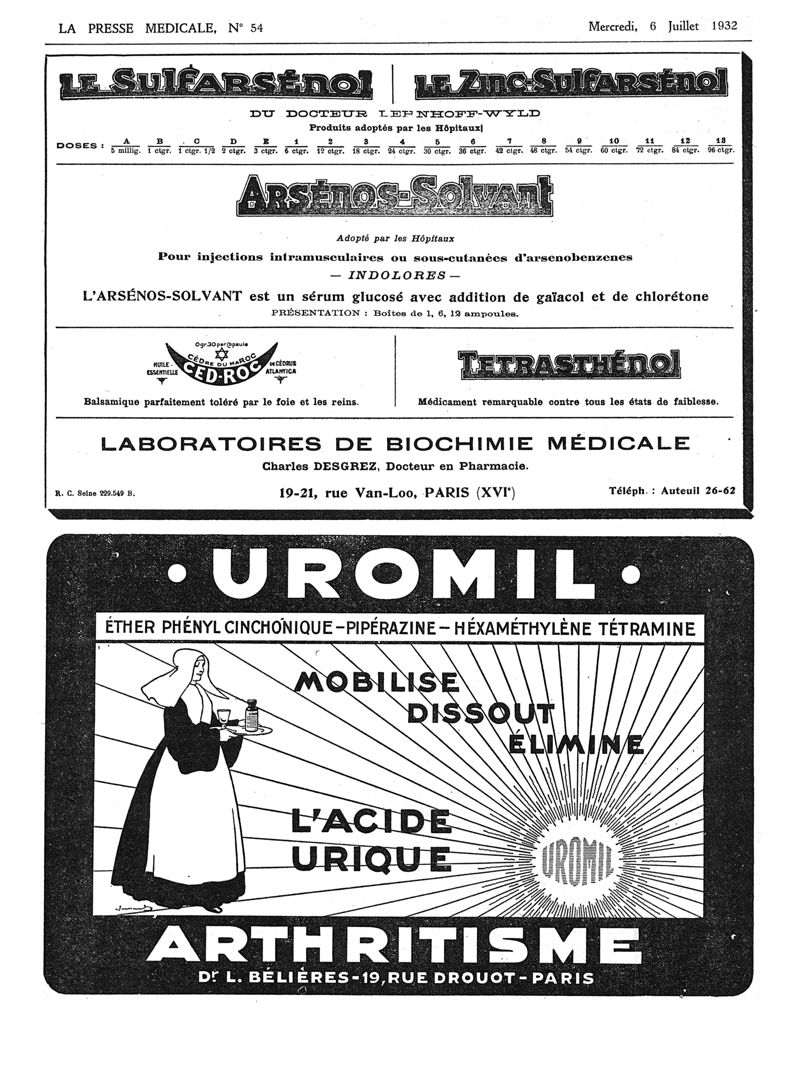 LA PRESSE MEDICALE, N° 54
Mercredi, 6 Juillet 1932
LE SULFARSÉNOL
LE ZINC-SULFARSÉNOL
DU DOCTEUR LEHNHOFF-WYLD
Produits adoptés par les Hôpitaux
DOSES : A B C D E 1 2 3 4 5 6 7 8 9 10 11 12 13
5 millig. 1 ctgr. 1 ctgr. 1/2 2 ctgr. 3 ctgr. 6 ctgr. 12 ctgr. 18 ctgr. 24 ctgr. 30 ctgr. 36 ctgr. 42 ctgr. 48 ctgr. 54 ctgr. 60 ctgr. 72 ctgr. 84 ctgr. 96 ctgr.
ARSÉNOS-SOLVANT
Adopté par les Hôpitaux
Pour injections intramusculaires ou sous-cutanées d'arsenobenzenes
— INDOLORES —
L'ARSÉNOS-SOLVANT est un sérum glucosé avec addition de gaïacol et de chlorétone
PRÉSENTATION : Boîtes de 1, 6, 12 ampoules.
0gr.30 par Capsule
CÈDRE DU MAROC
HUILE ESSENTIELLE
CED-ROC
DE CÉDRUS ATLANTICA
Balsamique parfaitement toléré par le foie et les reins.
TETRASTHÉNOL
Médicament remarquable contre tous les états de faiblesse.
LABORATOIRES DE BIOCHIMIE MÉDICALE
Charles DESGREZ, Docteur en Pharmacie.
R. C. Seine 229.549 B.
19-21, rue Van-Loo, PARIS (XVIe)
Téléph. : Auteuil 26-62
• UROMIL •
ÉTHER PHÉNYL CINCHONIQUE – PIPÉRAZINE – HÉXAMÉTHYLÈNE TÉTRAMINE
MOBILISE
DISSOUT
ÉLIMINE
L'ACIDE
URIQUE
UROMIL
ARTHRITISME
Dr L. BÉLIÈRES - 19, RUE DROUOT - PARIS